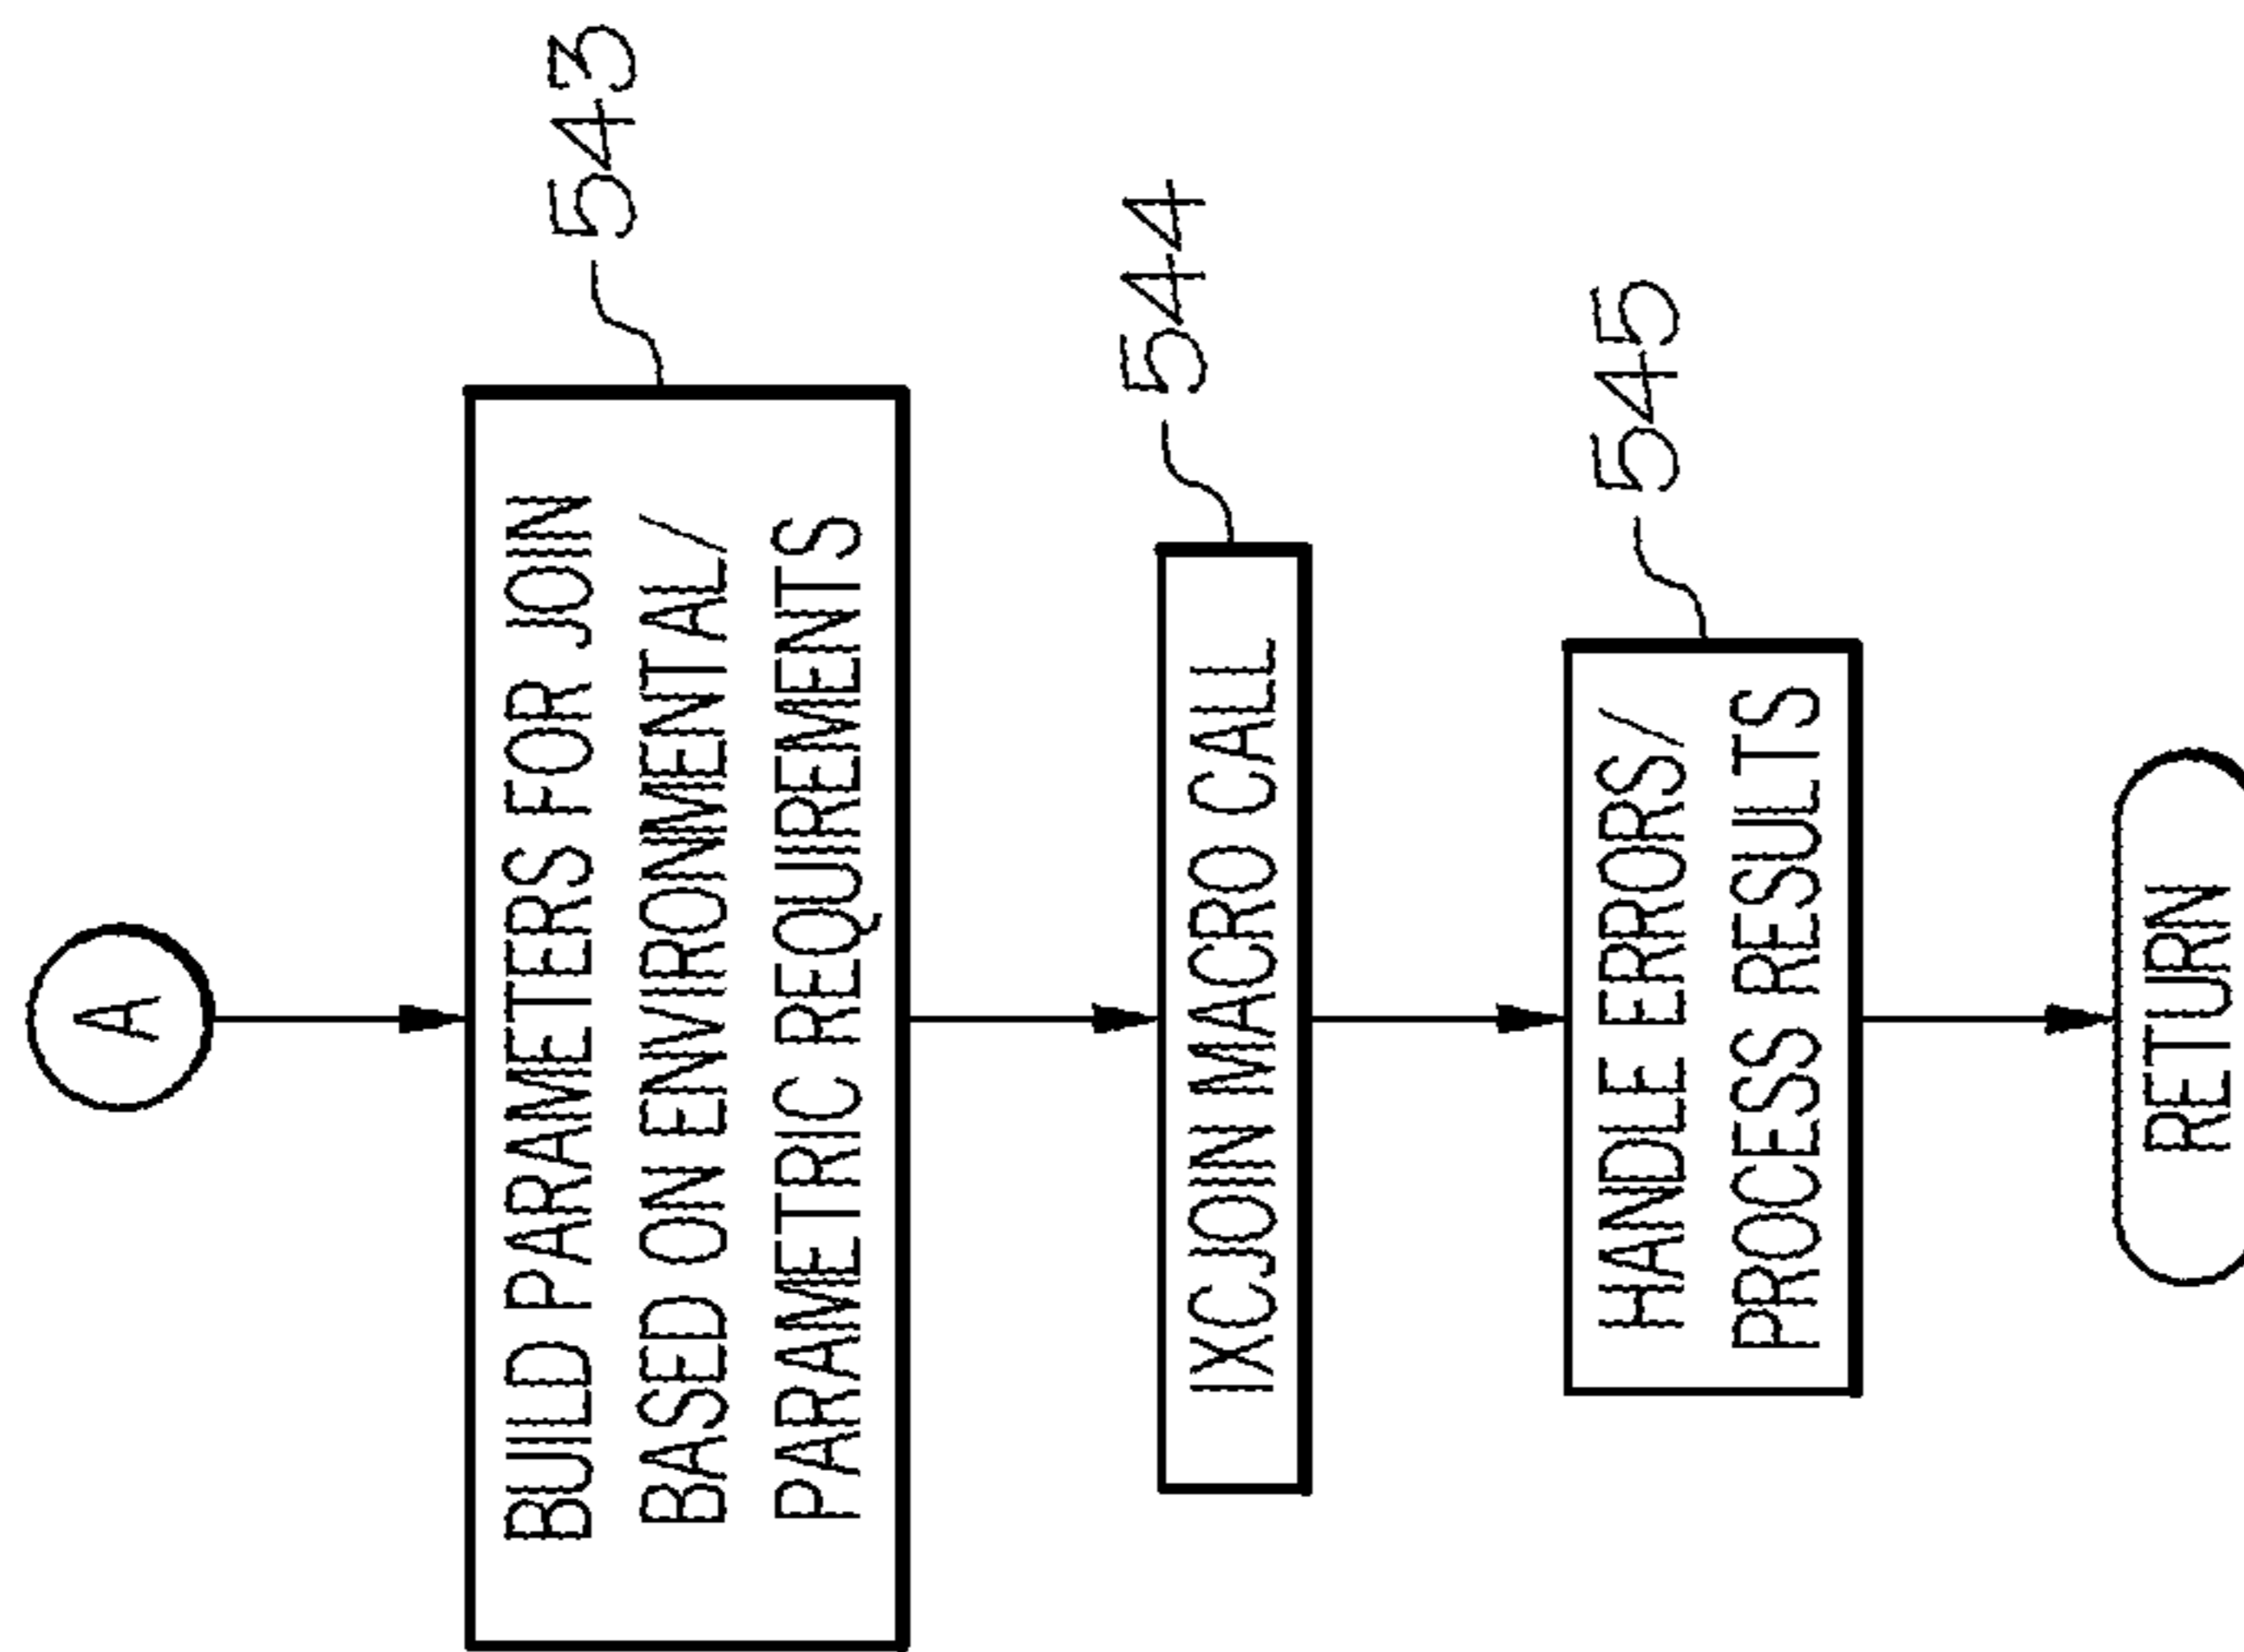 A
BUILD PARAMETERS FOR JOIN
BASED ON ENVIRONMENTAL/
PARAMETRIC REQUIREMENTS
543
IXCJOIN MACRO CALL
544
HANDLE ERRORS/
PROCESS RESULTS
545
RETURN